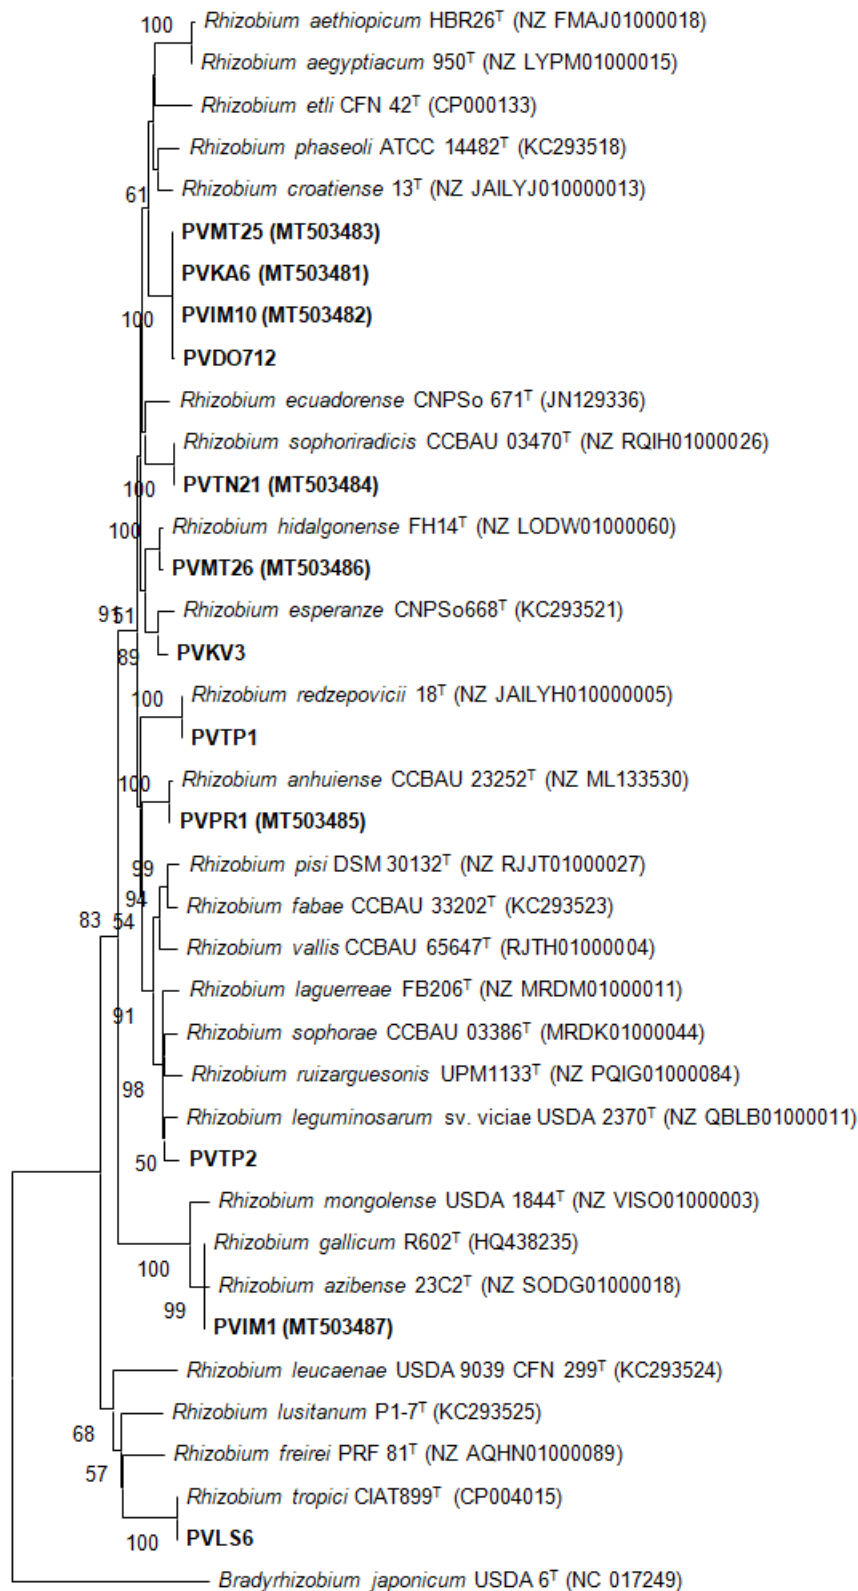 100
Rhizobium aethiopicum HBR26ᵀ (NZ FMAJ01000018)
Rhizobium aegyptiacum 950ᵀ (NZ LYPM01000015)
Rhizobium etli CFN 42ᵀ (CP000133)
Rhizobium phaseoli ATCC 14482ᵀ (KC293518)
Rhizobium croatiense 13ᵀ (NZ JAILYJ010000013)
61
PVMT25 (MT503483)
PVKA6 (MT503481)
PVIM10 (MT503482)
100
PVDO712
Rhizobium ecuadorense CNPSo 671ᵀ (JN129336)
Rhizobium sophoriradicis CCBAU 03470ᵀ (NZ RQIH01000026)
PVTN21 (MT503484)
100
Rhizobium hidalgonense FH14ᵀ (NZ LODW01000060)
100
PVMT26 (MT503486)
Rhizobium esperanze CNPSo668ᵀ (KC293521)
91
51
PVKV3
89
Rhizobium redzepovicii 18ᵀ (NZ JAILYH010000005)
100
PVTP1
Rhizobium anhuiense CCBAU 23252ᵀ (NZ ML133530)
100
PVPR1 (MT503485)
Rhizobium pisi DSM 30132ᵀ (NZ RJJT01000027)
99
Rhizobium fabae CCBAU 33202ᵀ (KC293523)
94
83
54
Rhizobium vallis CCBAU 65647ᵀ (RJTH01000004)
Rhizobium laguerreae FB206ᵀ (NZ MRDM01000011)
91
Rhizobium sophorae CCBAU 03386ᵀ (MRDK01000044)
Rhizobium ruizarguesonis UPM1133ᵀ (NZ PQIG01000084)
98
Rhizobium leguminosarum sv. viciae USDA 2370ᵀ (NZ QBLB01000011)
PVTP2
50
Rhizobium mongolense USDA 1844ᵀ (NZ VISO01000003)
Rhizobium gallicum R602ᵀ (HQ438235)
100
Rhizobium azibense 23C2ᵀ (NZ SODG01000018)
99
PVIM1 (MT503487)
Rhizobium leucaenae USDA 9039 CFN 299ᵀ (KC293524)
Rhizobium lusitanum P1-7ᵀ (KC293525)
68
Rhizobium freirei PRF 81ᵀ (NZ AQHN01000089)
57
Rhizobium tropici CIAT899ᵀ (CP004015)
PVLS6
100
Bradyrhizobium japonicum USDA 6ᵀ (NC 017249)